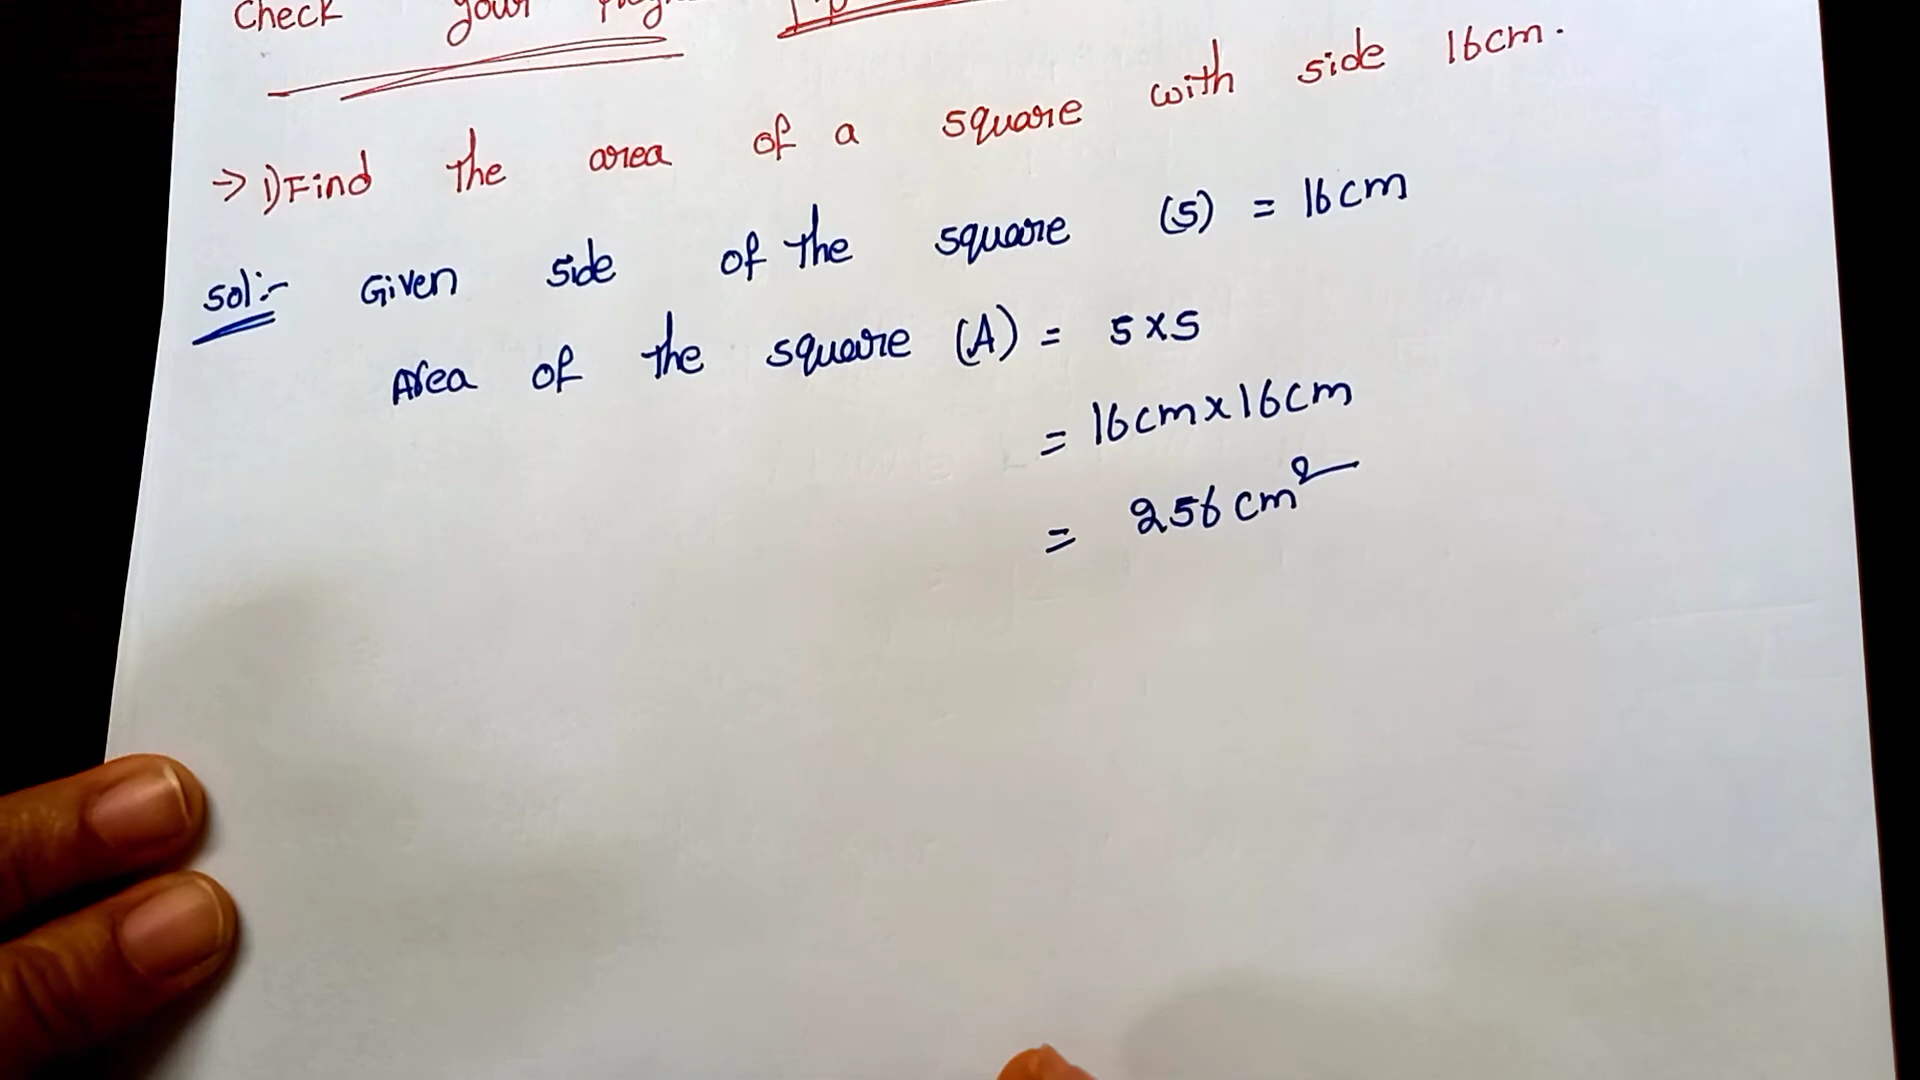 Check your
→ 1) Find the area of a square with side 16cm.
Sol:- Given side of the square (S) = 16cm
Area of the square (A) = S×S
= 16cm×16cm
= 256 cm²